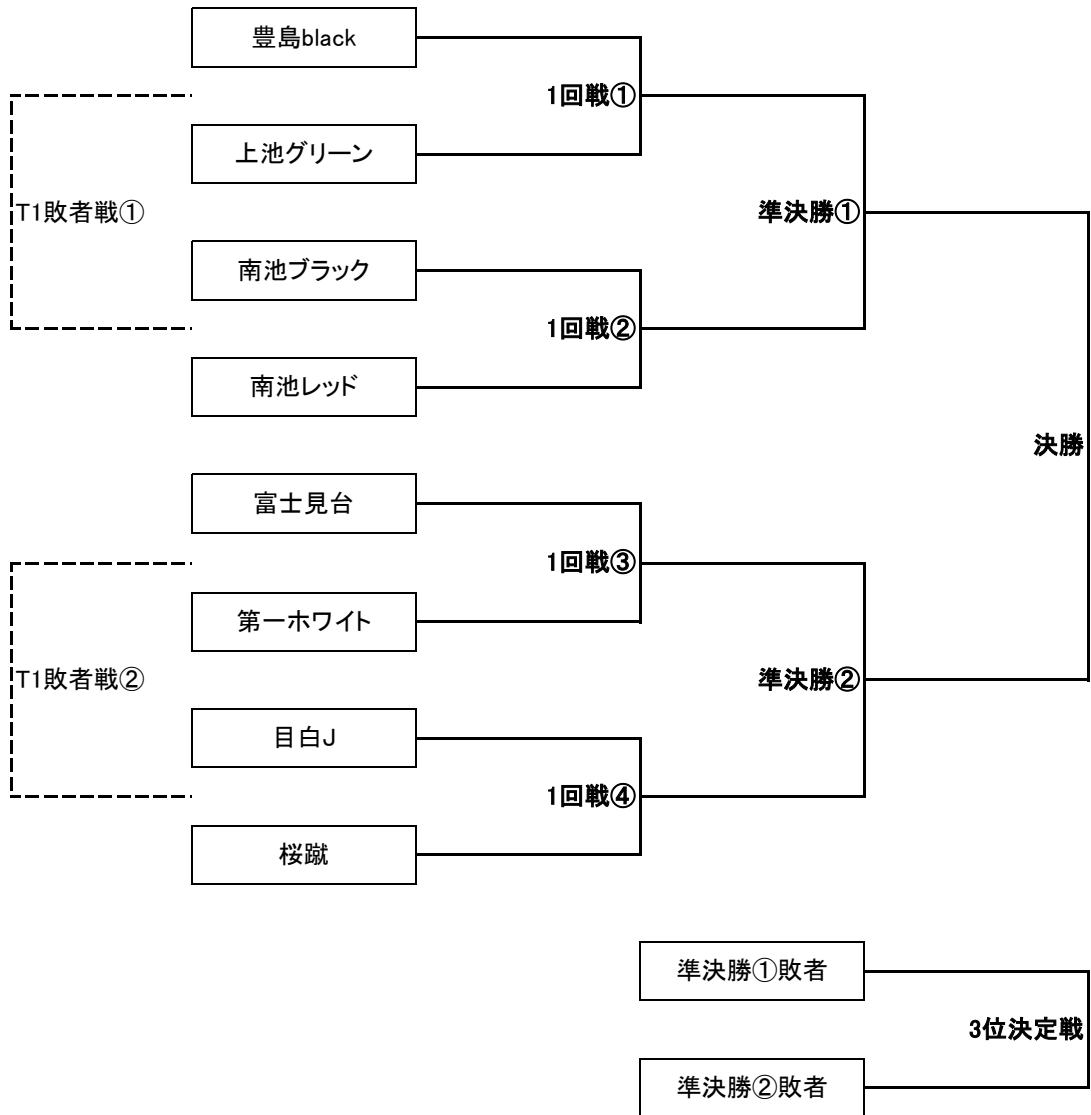 豊島black
1回戦①
上池グリーン
T1敗者戦①
準決勝①
南池ブラック
1回戦②
南池レッド
決勝
富士見台
1回戦③
第一ホワイト
T1敗者戦②
準決勝②
目白J
1回戦④
桜蹴
準決勝①敗者
3位決定戦
準決勝②敗者